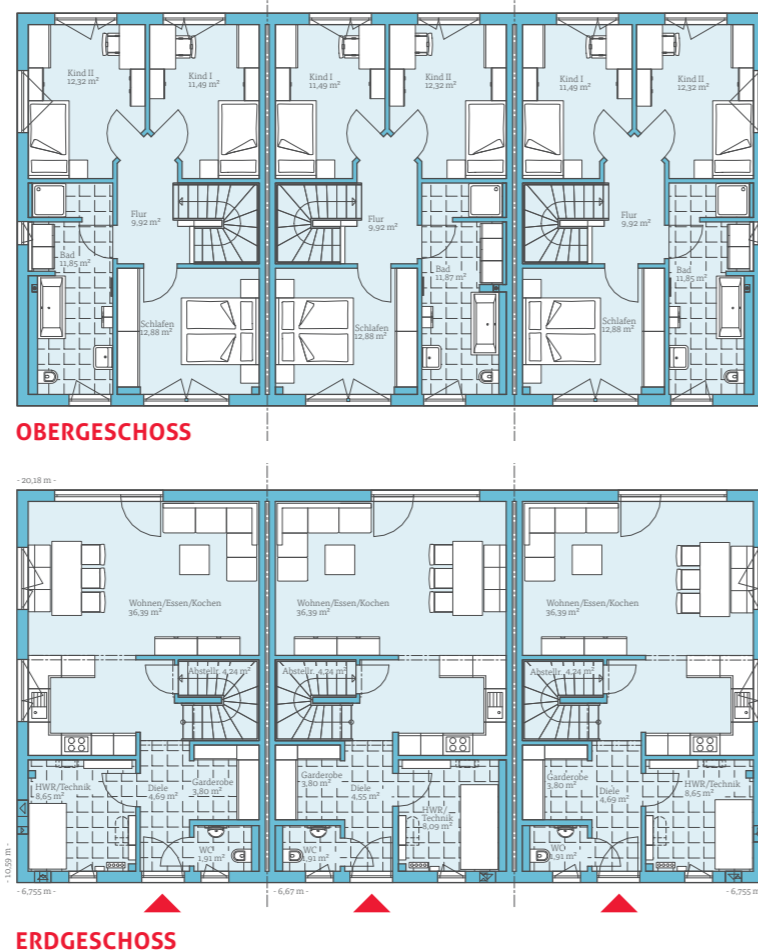 Kind II
12,32 m²
Kind I
11,49 m²
Kind I
11,49 m²
Kind II
12,32 m²
Kind I
11,49 m²
Kind II
12,32 m²
Flur
9,92 m²
Flur
9,92 m²
Flur
9,92 m²
Bad
11,85 m²
Bad
11,87 m²
Bad
11,85 m²
Schlafen
12,88 m²
Schlafen
12,88 m²
Schlafen
12,88 m²
OBERGESCHOSS
- 20,18 m -
Wohnen/Essen/Kochen
36,39 m²
Wohnen/Essen/Kochen
36,39 m²
Wohnen/Essen/Kochen
36,39 m²
Abstellr. 4,24 m²
Abstellr. 4,24 m²
Abstellr. 4,24 m²
HWR/Technik
8,65 m²
Diele
4,69 m²
Garderobe
3,80 m²
Garderobe
3,80 m²
Diele
4,55 m²
HWR/
Technik
8,09 m²
Garderobe
3,80 m²
Diele
4,69 m²
HWR/Technik
8,65 m²
WC
1,91 m²
WC
1,91 m²
WC
1,91 m²
- 10,59 m -
- 6,755 m -
- 6,67 m -
- 6,755 m
ERDGESCHOSS